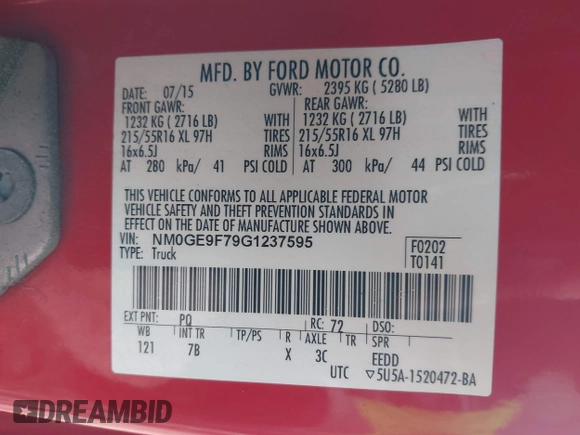 MFD. BY FORD MOTOR CO.
DATE: 07/15 GVWR: 2395 KG ( 5280 LB)
FRONT GAWR: REAR GAWR:
1232 KG ( 2716 LB) WITH 1232 KG ( 2716 LB) WITH
215/55R16 XL 97H TIRES 215/55R16 XL 97H TIRES
16x6.5J RIMS 16x6.5J RIMS
AT 280 kPa/ 41 PSI COLD AT 300 kPa/ 44 PSI COLD
THIS VEHICLE CONFORMS TO ALL APPLICABLE FEDERAL MOTOR
VEHICLE SAFETY AND THEFT PREVENTION STANDARDS IN
EFFECT ON THE DATE OF MANUFACTURE SHOWN ABOVE.
VIN: NM0GE9F79G1237595 F0202
TYPE: Truck T0141
EXT PNT: PQ RC: 72 DSO:
WB INT TR TP/PS R AXLE TR SPR
121 7B X 3C EEDD
UTC ▽5U5A-1520472-BA
DREAMBID